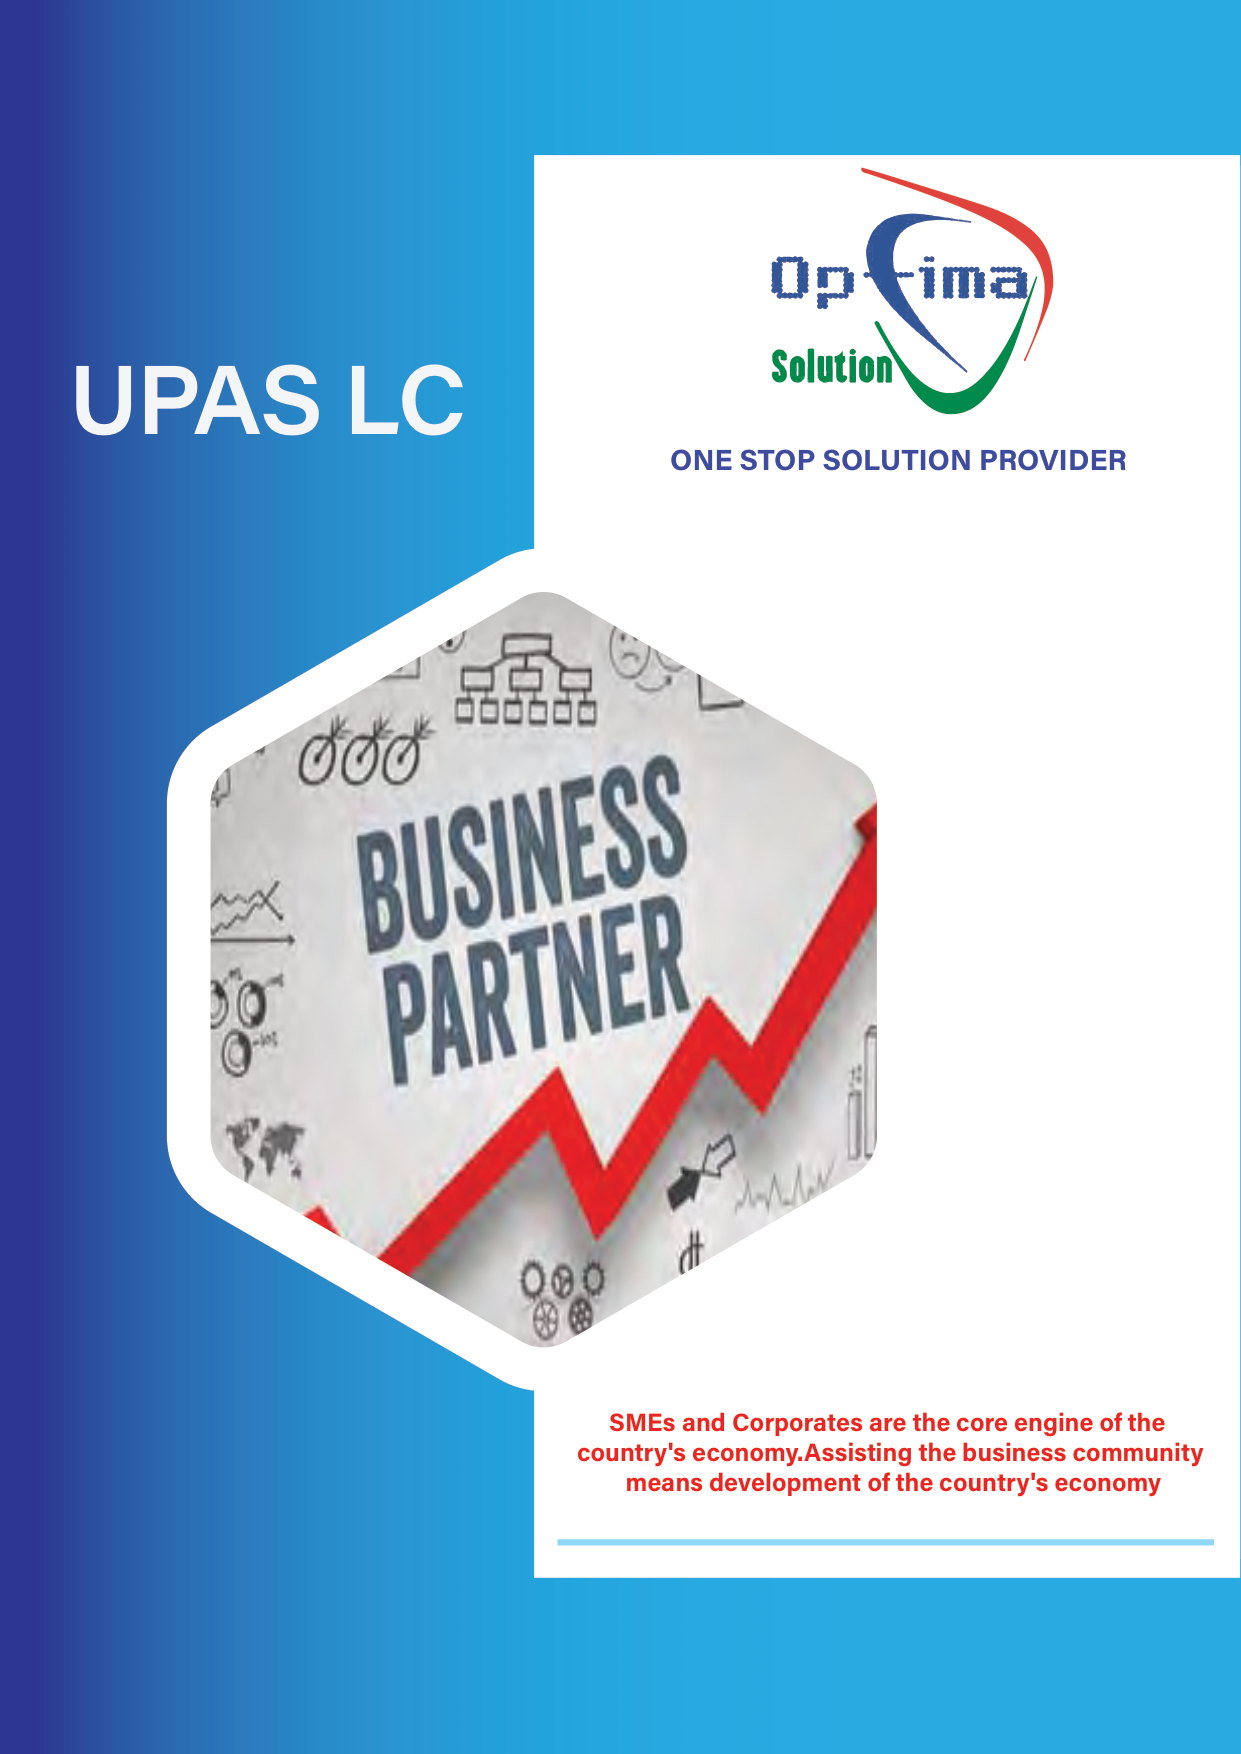 UPAS LC
Optima
Solution
ONE STOP SOLUTION PROVIDER
BUSINESS
PARTNER
SMEs and Corporates are the core engine of the
country's economy.Assisting the business community
means development of the country's economy